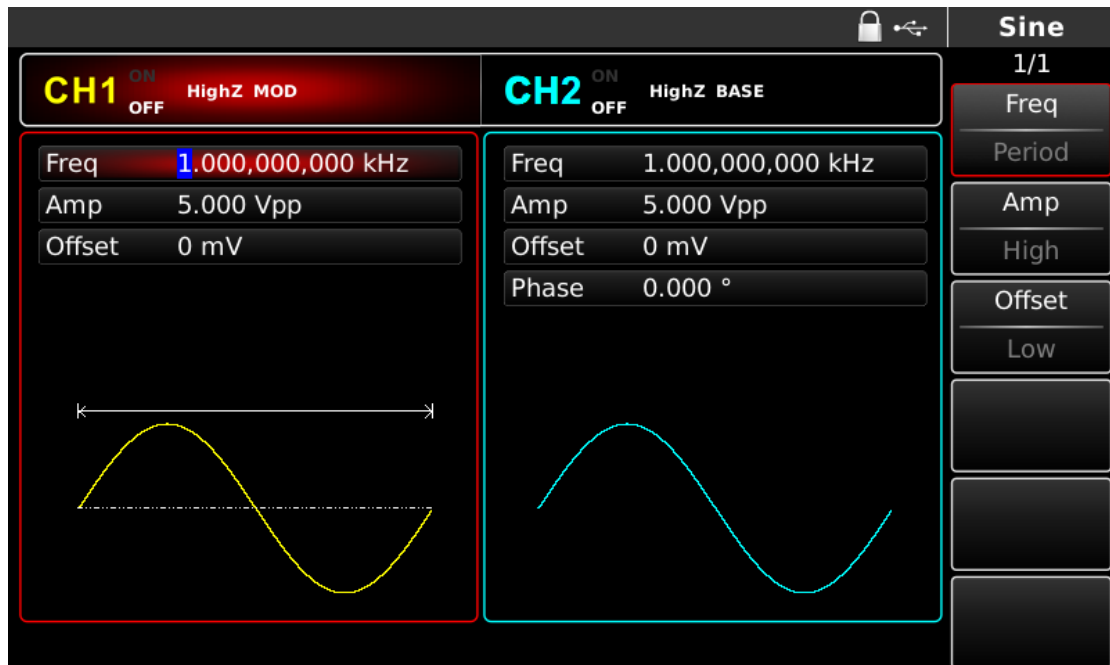 Sine
1/1
CH1 ON OFF HighZ MOD
CH2 ON OFF HighZ BASE
Freq 1.000,000,000 kHz
Amp 5.000 Vpp
Offset 0 mV
Freq 1.000,000,000 kHz
Amp 5.000 Vpp
Offset 0 mV
Phase 0.000 °
Freq
Period
Amp
High
Offset
Low